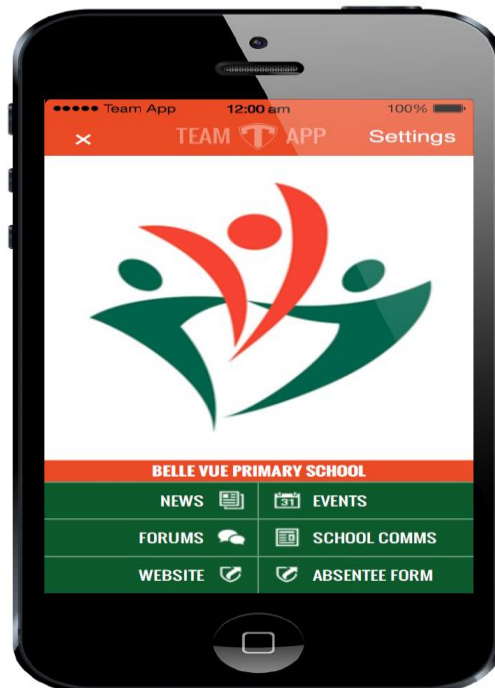 Team App 12:00 am 100%
× TEAM T APP Settings
BELLE VUE PRIMARY SCHOOL
NEWS 31 EVENTS
FORUMS SCHOOL COMMS
WEBSITE ABSENTEE FORM